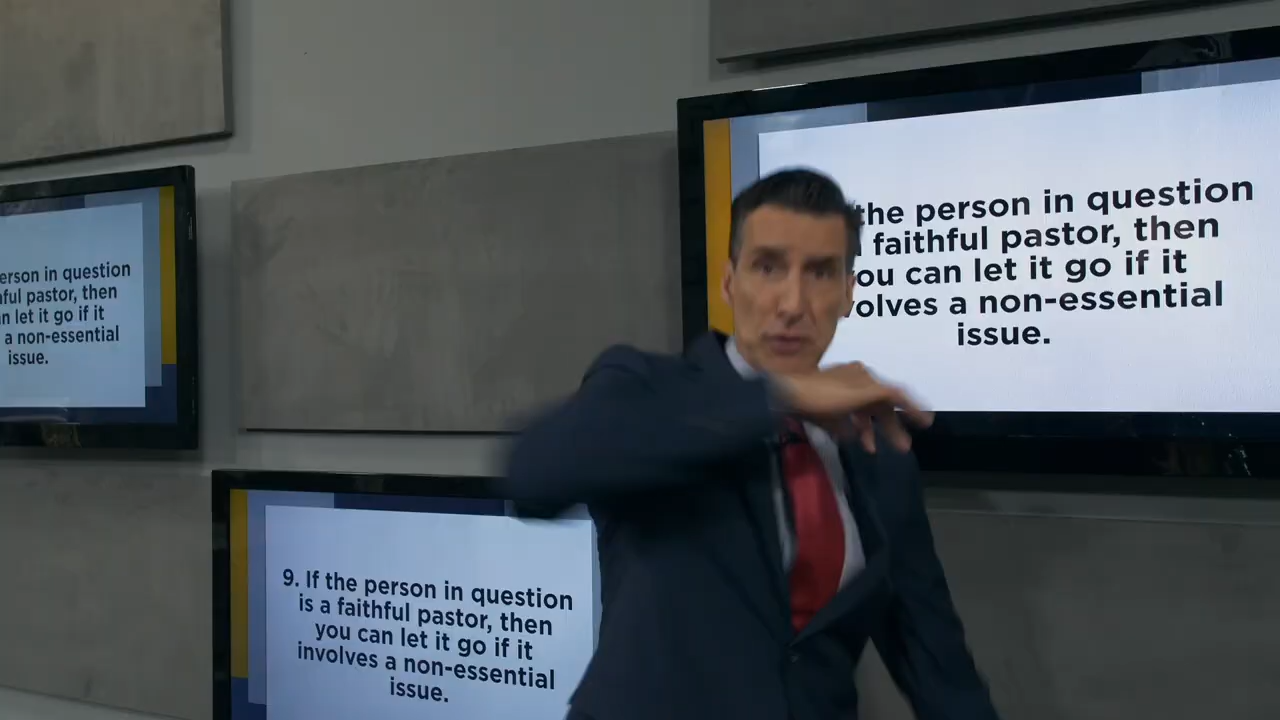 erson in question
ful pastor, then
n let it go if it
a non-essential
issue.
the person in question
faithful pastor, then
ou can let it go if it
volves a non-essential
issue.
9. If the person in question
is a faithful pastor, then
you can let it go if it
involves a non-essential
issue.